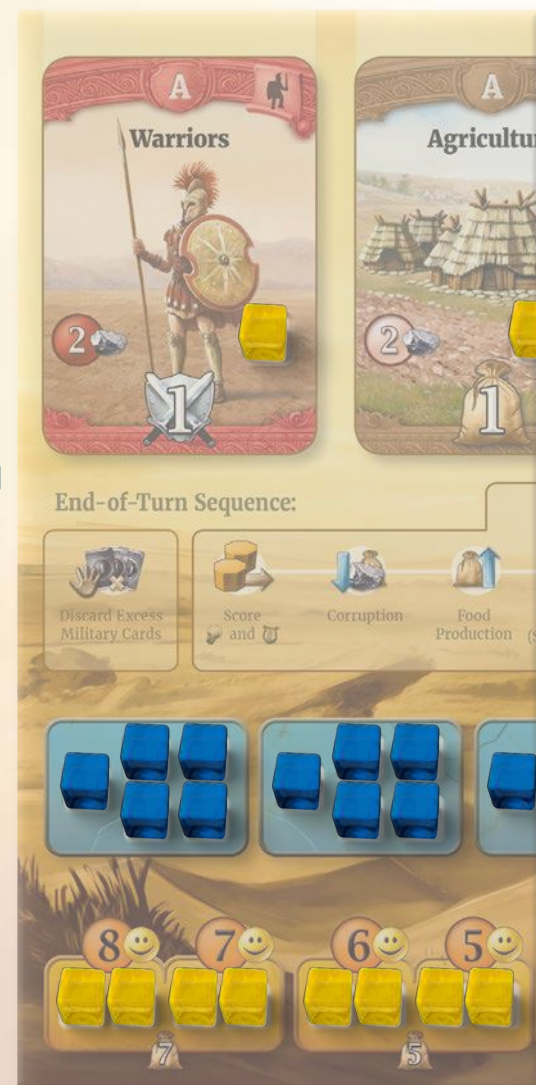 A
Warriors
2
1
A
Agricultur
2
1
End-of-Turn Sequence:
Discard Excess
Military Cards
Score
and
Corruption
Food
Production
8
7
6
5
7
5